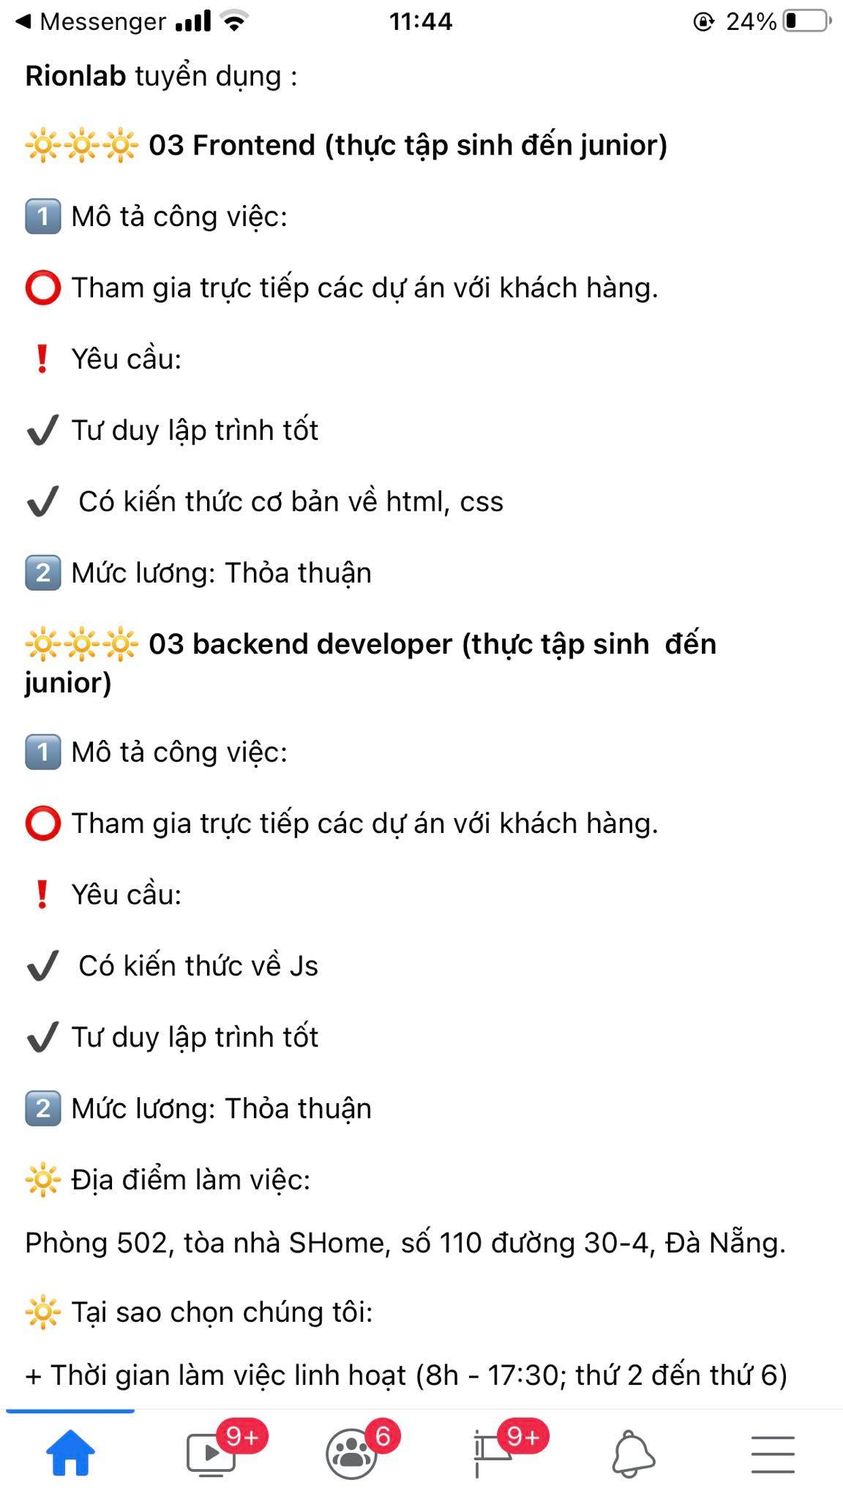 ◀ Messenger 11:44 24%
Rionlab tuyển dụng :
🔆🔆🔆 03 Frontend (thực tập sinh đến junior)
1️⃣ Mô tả công việc:
⭕ Tham gia trực tiếp các dự án với khách hàng.
❗ Yêu cầu:
✔️ Tư duy lập trình tốt
✔️ Có kiến thức cơ bản về html, css
2️⃣ Mức lương: Thỏa thuận
🔆🔆🔆 03 backend developer (thực tập sinh đến
junior)
1️⃣ Mô tả công việc:
⭕ Tham gia trực tiếp các dự án với khách hàng.
❗ Yêu cầu:
✔️ Có kiến thức về Js
✔️ Tư duy lập trình tốt
2️⃣ Mức lương: Thỏa thuận
🔆 Địa điểm làm việc:
Phòng 502, tòa nhà SHome, số 110 đường 30-4, Đà Nẵng.
🔆 Tại sao chọn chúng tôi:
+ Thời gian làm việc linh hoạt (8h - 17:30; thứ 2 đến thứ 6)
9+ 6 9+